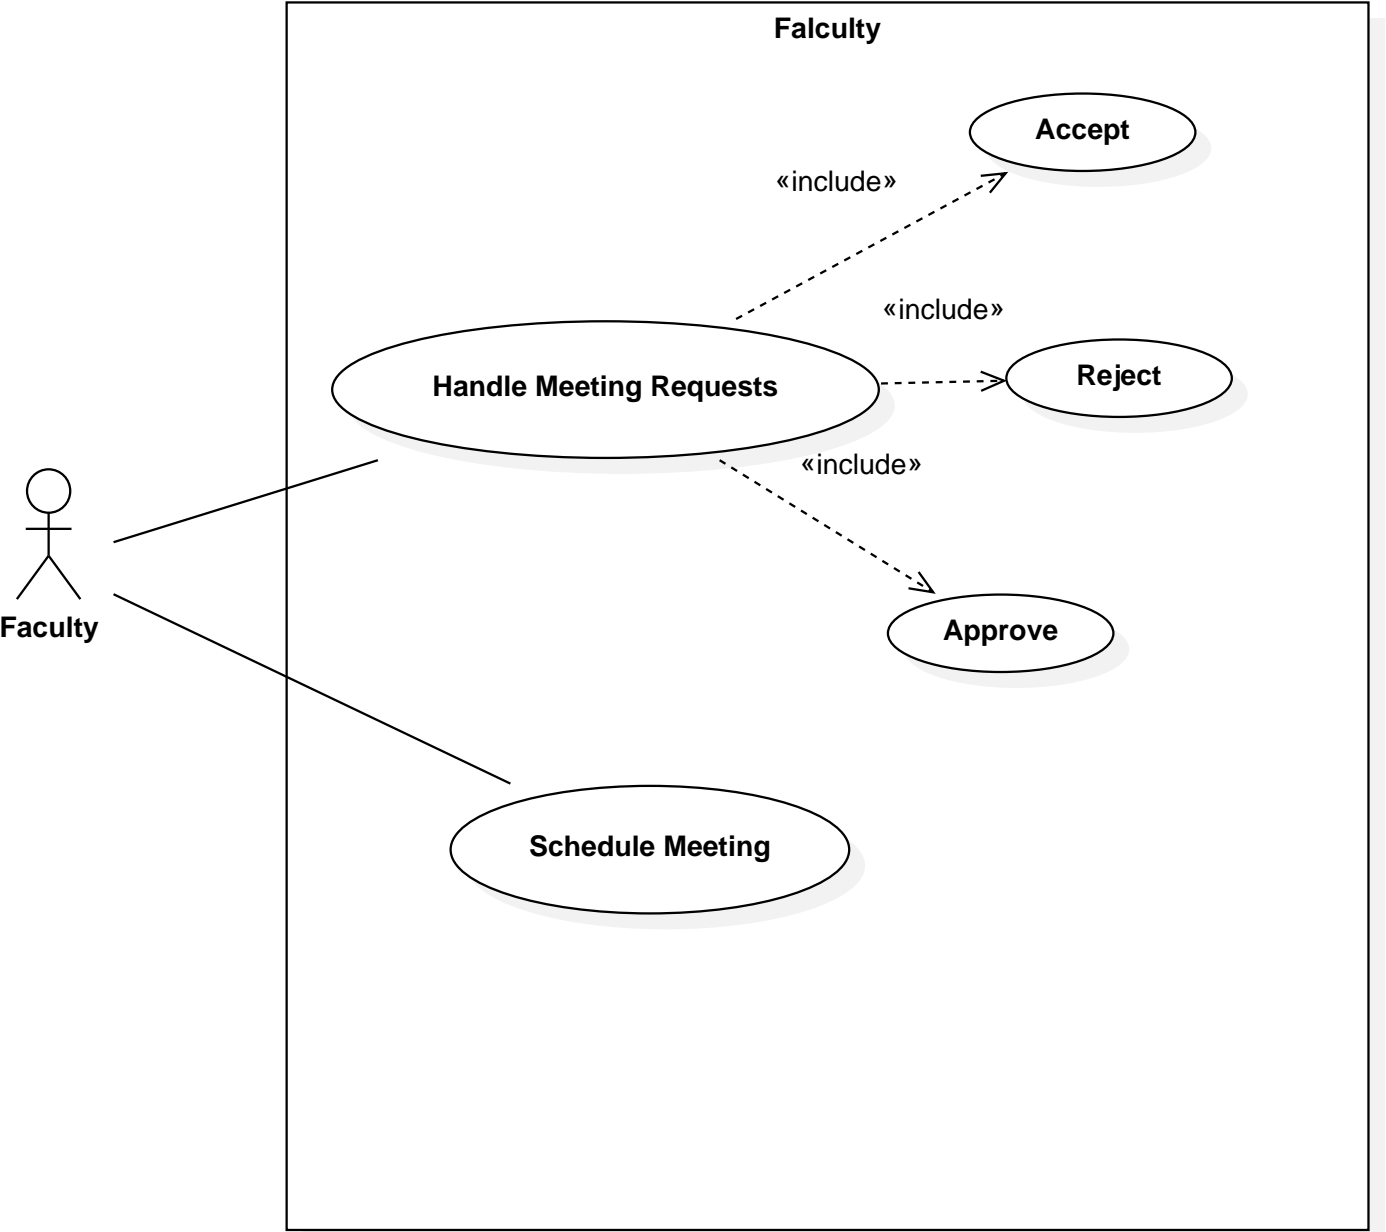 Falculty
Accept
«include»
«include»
Reject
Handle Meeting Requests
«include»
Faculty
Approve
Schedule Meeting